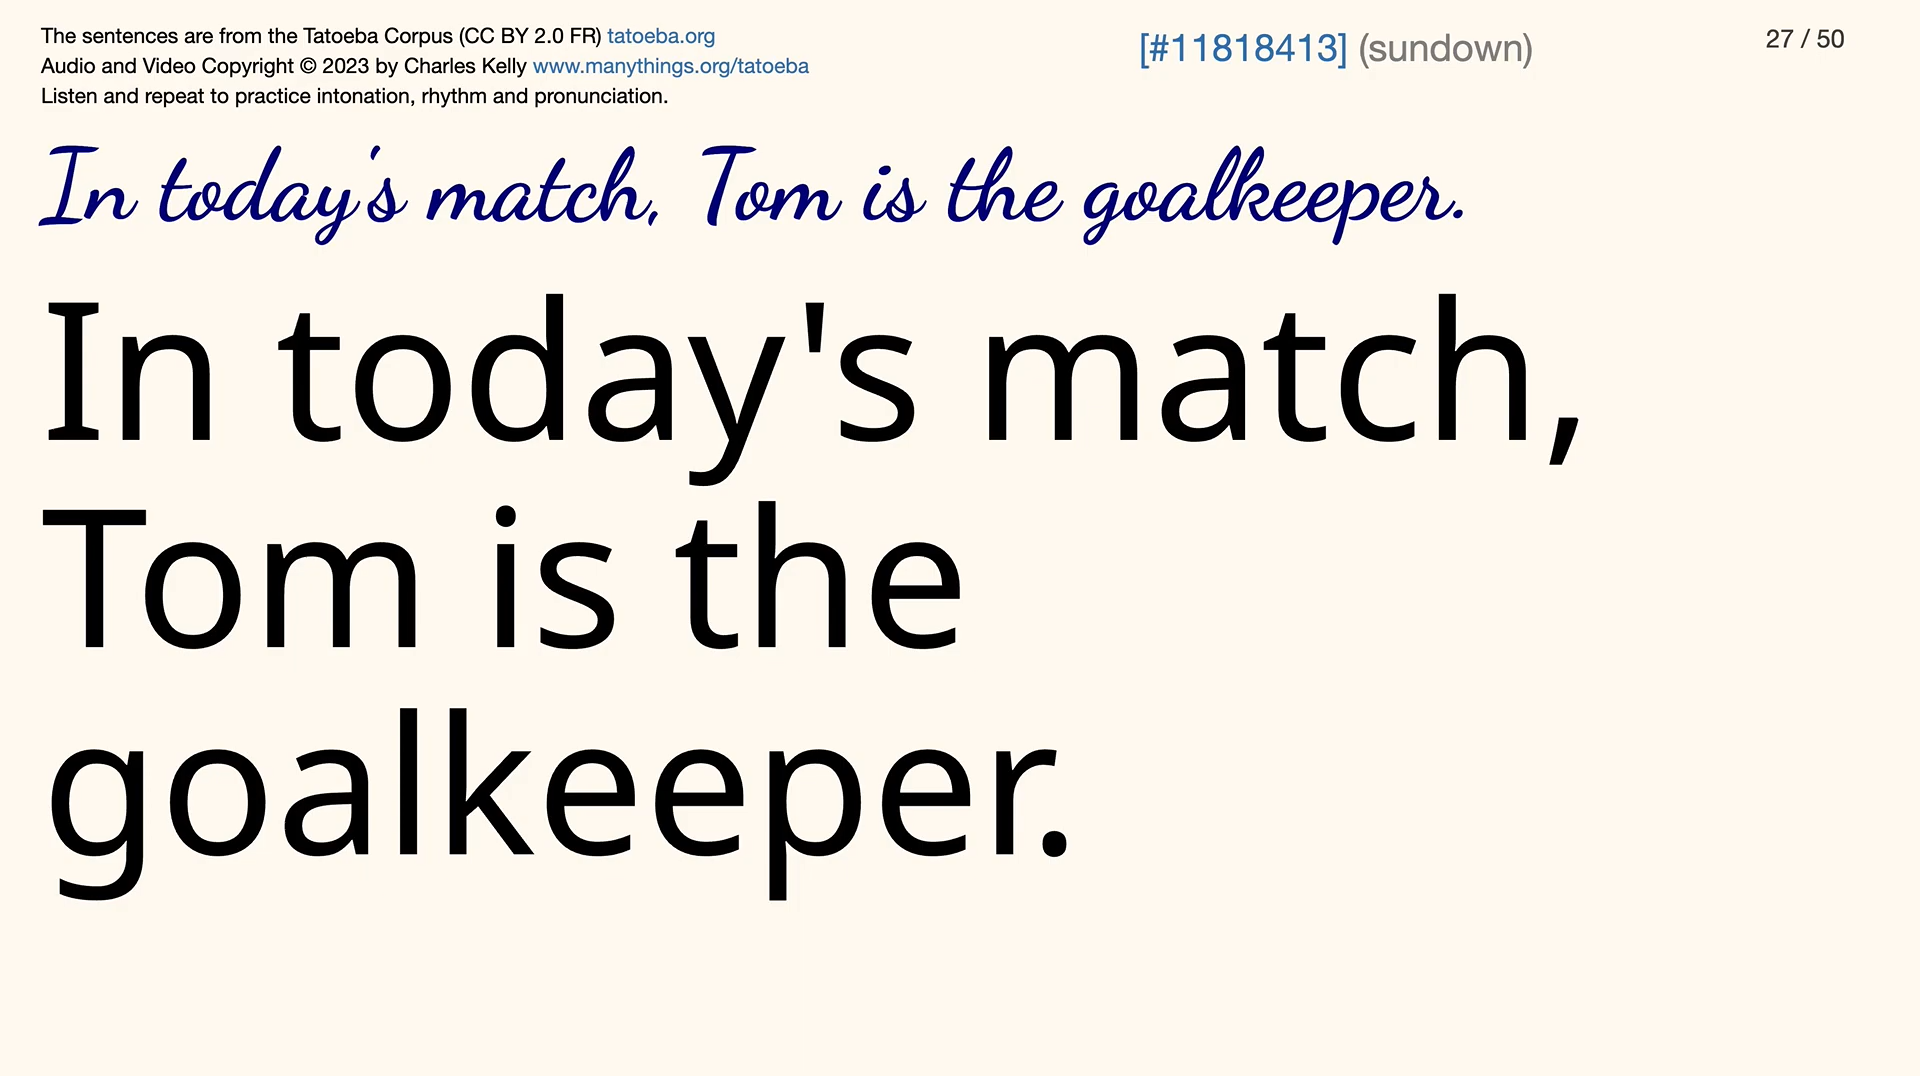 The sentences are from the Tatoeba Corpus (CC BY 2.0 FR) tatoeba.org
Audio and Video Copyright © 2023 by Charles Kelly www.manythings.org/tatoeba
Listen and repeat to practice intonation, rhythm and pronunciation.
[#11818413] (sundown)
27 / 50
In today's match, Tom is the goalkeeper.
In today's match,
Tom is the
goalkeeper.